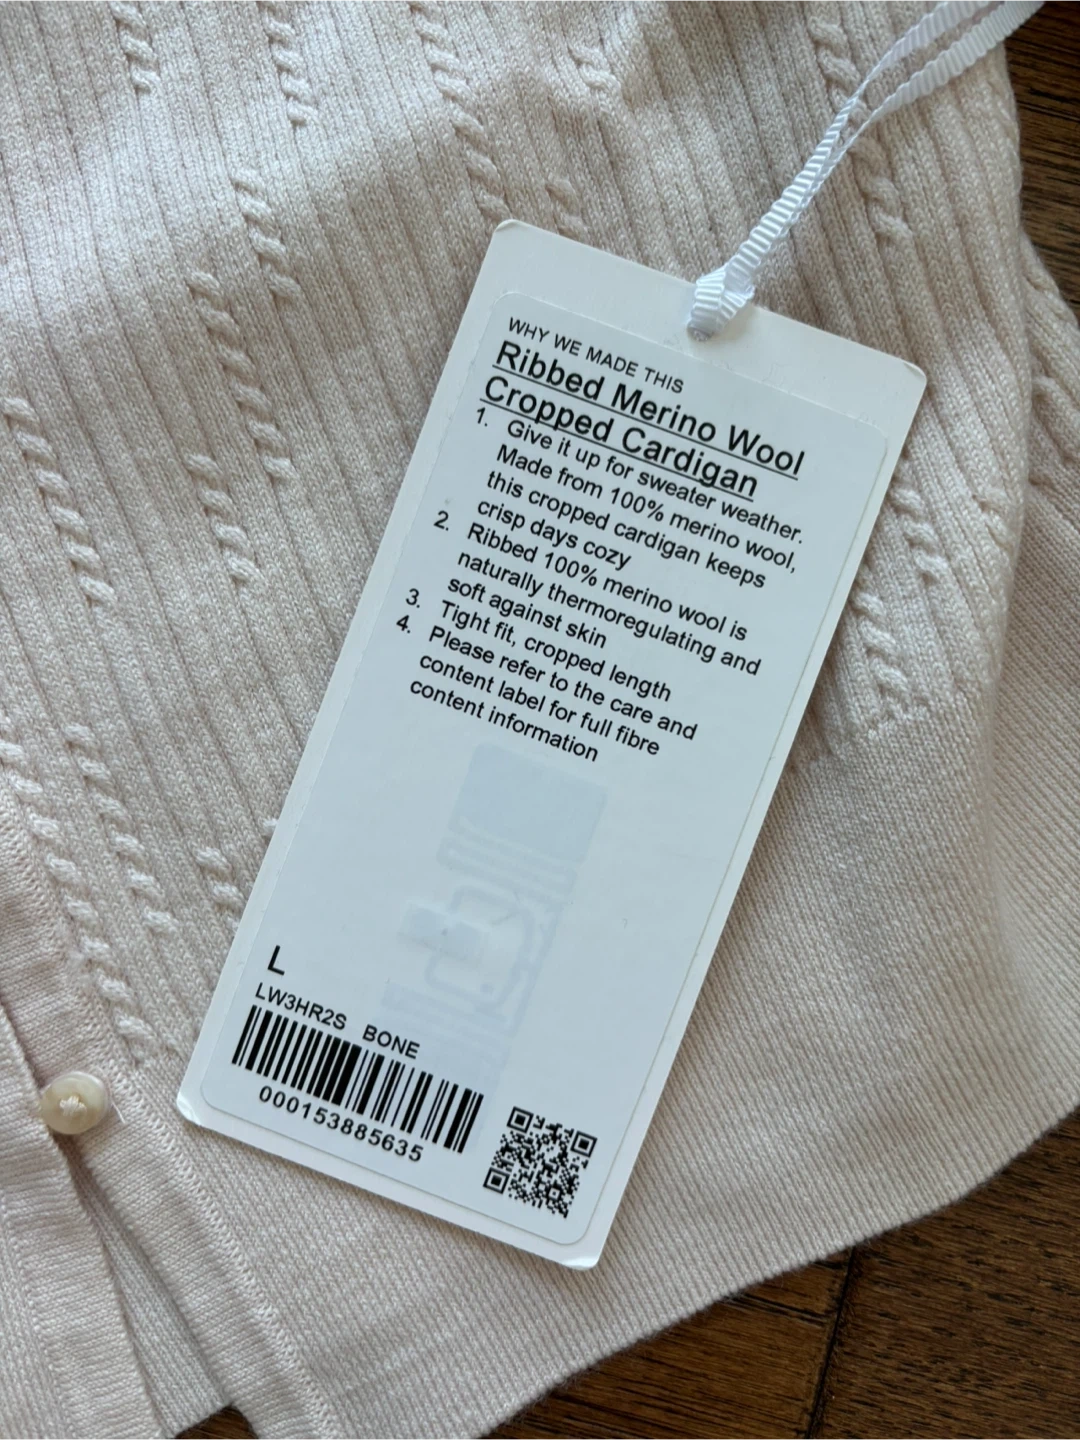 WHY WE MADE THIS
Ribbed Merino Wool
Cropped Cardigan
1. Give it up for sweater weather.
Made from 100% merino wool,
this cropped cardigan keeps
crisp days cozy
2. Ribbed 100% merino wool is
naturally thermoregulating and
soft against skin
3. Tight fit, cropped length
4. Please refer to the care and
content label for full fibre
content information
L
LW3HR2S BONE
000153885635